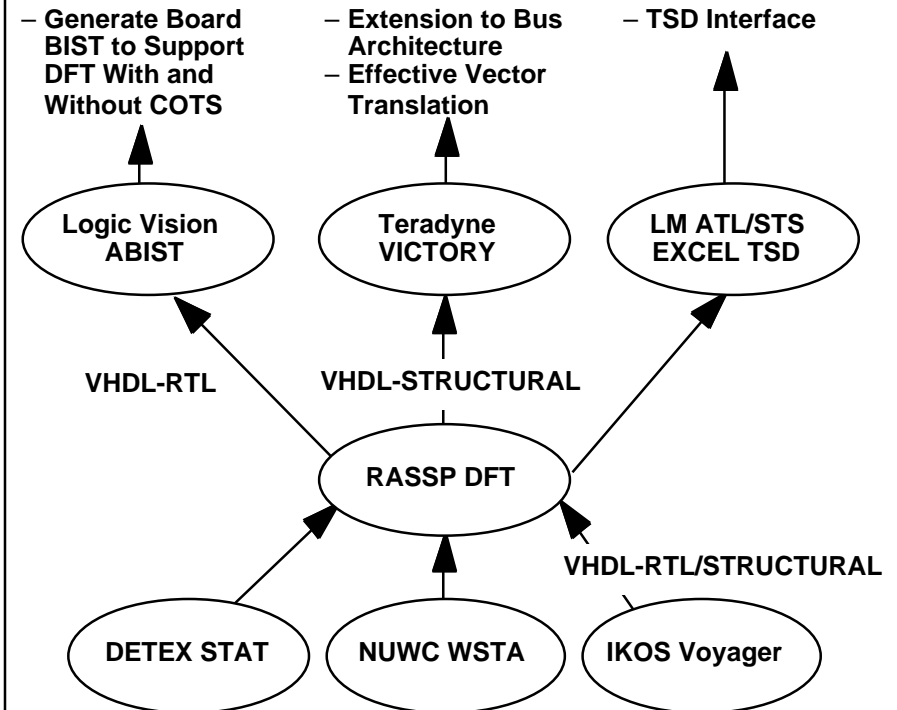 – Generate Board
BIST to Support
DFT With and
Without COTS
– Extension to Bus
Architecture
– Effective Vector
Translation
– TSD Interface
Logic Vision
ABIST
Teradyne
VICTORY
LM ATL/STS
EXCEL TSD
VHDL-RTL
VHDL-STRUCTURAL
RASSP DFT
VHDL-RTL/STRUCTURAL
DETEX STAT
NUWC WSTA
IKOS Voyager